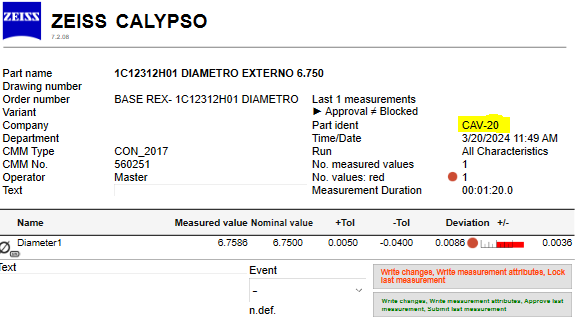 ZEISS
ZEISS CALYPSO
7.2.08
Part name 1C12312H01 DIAMETRO EXTERNO 6.750
Drawing number
Order number BASE REX- 1C12312H01 DIAMETRO Last 1 measurements
Variant ► Approval ≠ Blocked
Company Part ident CAV-20
Department Time/Date 3/20/2024 11:49 AM
CMM Type CON_2017 Run All Characteristics
CMM No. 560251 No. measured values 1
Operator Master No. values: red 1
Text Measurement Duration 00:01:20.0
Name Measured value Nominal value +Tol -Tol Deviation +/-
Diameter1 6.7586 6.7500 0.0050 -0.0400 0.0086 0.0036
Text Event
Write changes, Write measurement attributes, Lock
last measurement
-
n.def.
Write changes, Write measurement attributes, Approve last
measurement, Submit last measurement